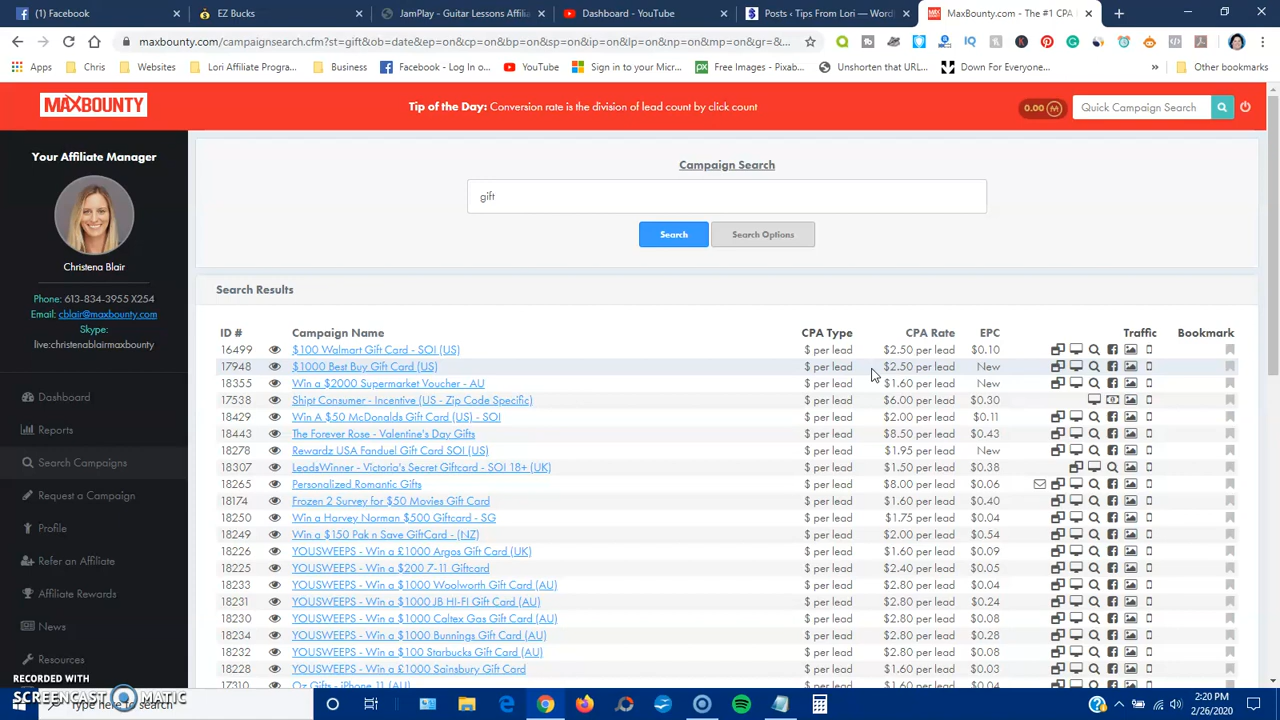 (1) Facebook
EZ Bucks
JamPlay - Guitar Lessons Affilia
Dashboard - YouTube
Posts ‹ Tips From Lori — Wordp
MaxBounty.com - The #1 CPA
maxbounty.com/campaignsearch.cfm?st=gift&ob=date&ep=on&cp=on&bp=on&sp=on&ip=on&lp=on&np=on&mp=on&gr=&...
Apps
Chris
Websites
Lori Affiliate Progra...
Business
Facebook - Log In o...
YouTube
Sign in to your Micr...
Free Images - Pixab...
Unshorten that URL...
Down For Everyone...
»
Other bookmarks
MAXBOUNTY
Tip of the Day: Conversion rate is the division of lead count by click count
0.00
Quick Campaign Search
Your Affiliate Manager
Christena Blair
Phone: 613-834-3955 X254
Email: cblair@maxbounty.com
Skype:
live:christenablairmaxbounty
Dashboard
Reports
Search Campaigns
Request a Campaign
Profile
Refer an Affiliate
Affiliate Rewards
News
Resources
Campaign Search
gift
Search
Search Options
Search Results
ID # Campaign Name CPA Type CPA Rate EPC Traffic Bookmark
16499 $100 Walmart Gift Card - SOI (US) $ per lead $2.50 per lead $0.10
17948 $1000 Best Buy Gift Card (US) $ per lead $2.50 per lead New
18355 Win a $2000 Supermarket Voucher - AU $ per lead $1.60 per lead New
17538 Shipt Consumer - Incentive (US - Zip Code Specific) $ per lead $6.00 per lead $0.30
18429 Win A $50 McDonalds Gift Card (US) - SOI $ per lead $2.00 per lead $0.11
18443 The Forever Rose - Valentine's Day Gifts $ per lead $8.50 per lead $0.43
18278 Rewardz USA Fanduel Gift Card SOI (US) $ per lead $1.95 per lead New
18307 LeadsWinner - Victoria's Secret Giftcard - SOI 18+ (UK) $ per lead $1.50 per lead $0.38
18265 Personalized Romantic Gifts $ per lead $8.00 per lead $0.06
18174 Frozen 2 Survey for $50 Movies Gift Card $ per lead $1.60 per lead $0.40
18250 Win a Harvey Norman $500 Giftcard - SG $ per lead $1.75 per lead $0.04
18249 Win a $150 Pak n Save GiftCard - (NZ) $ per lead $2.00 per lead $0.54
18226 YOUSWEEPS - Win a £1000 Argos Gift Card (UK) $ per lead $1.60 per lead $0.09
18225 YOUSWEEPS - Win a $200 7-11 Giftcard $ per lead $2.40 per lead $0.05
18233 YOUSWEEPS - Win a $1000 Woolworth Gift Card (AU) $ per lead $2.80 per lead $0.04
18231 YOUSWEEPS - Win a $1000 JB HI-FI Gift Card (AU) $ per lead $2.80 per lead $0.24
18230 YOUSWEEPS - Win a $1000 Caltex Gas Gift Card (AU) $ per lead $2.80 per lead $0.08
18234 YOUSWEEPS - Win a $1000 Bunnings Gift Card (AU) $ per lead $2.80 per lead $0.28
18232 YOUSWEEPS - Win a $100 Starbucks Gift Card (AU) $ per lead $2.80 per lead $0.08
18228 YOUSWEEPS - Win a £1000 Sainsbury Gift Card $ per lead $1.60 per lead $0.03
17310 Oz Gifts - iPhone 11 (AU) $ per lead $1.60 per lead $0.04
RECORDED WITH
SCREENCAST MATIC
Type here to search
2:20 PM
2/26/2020